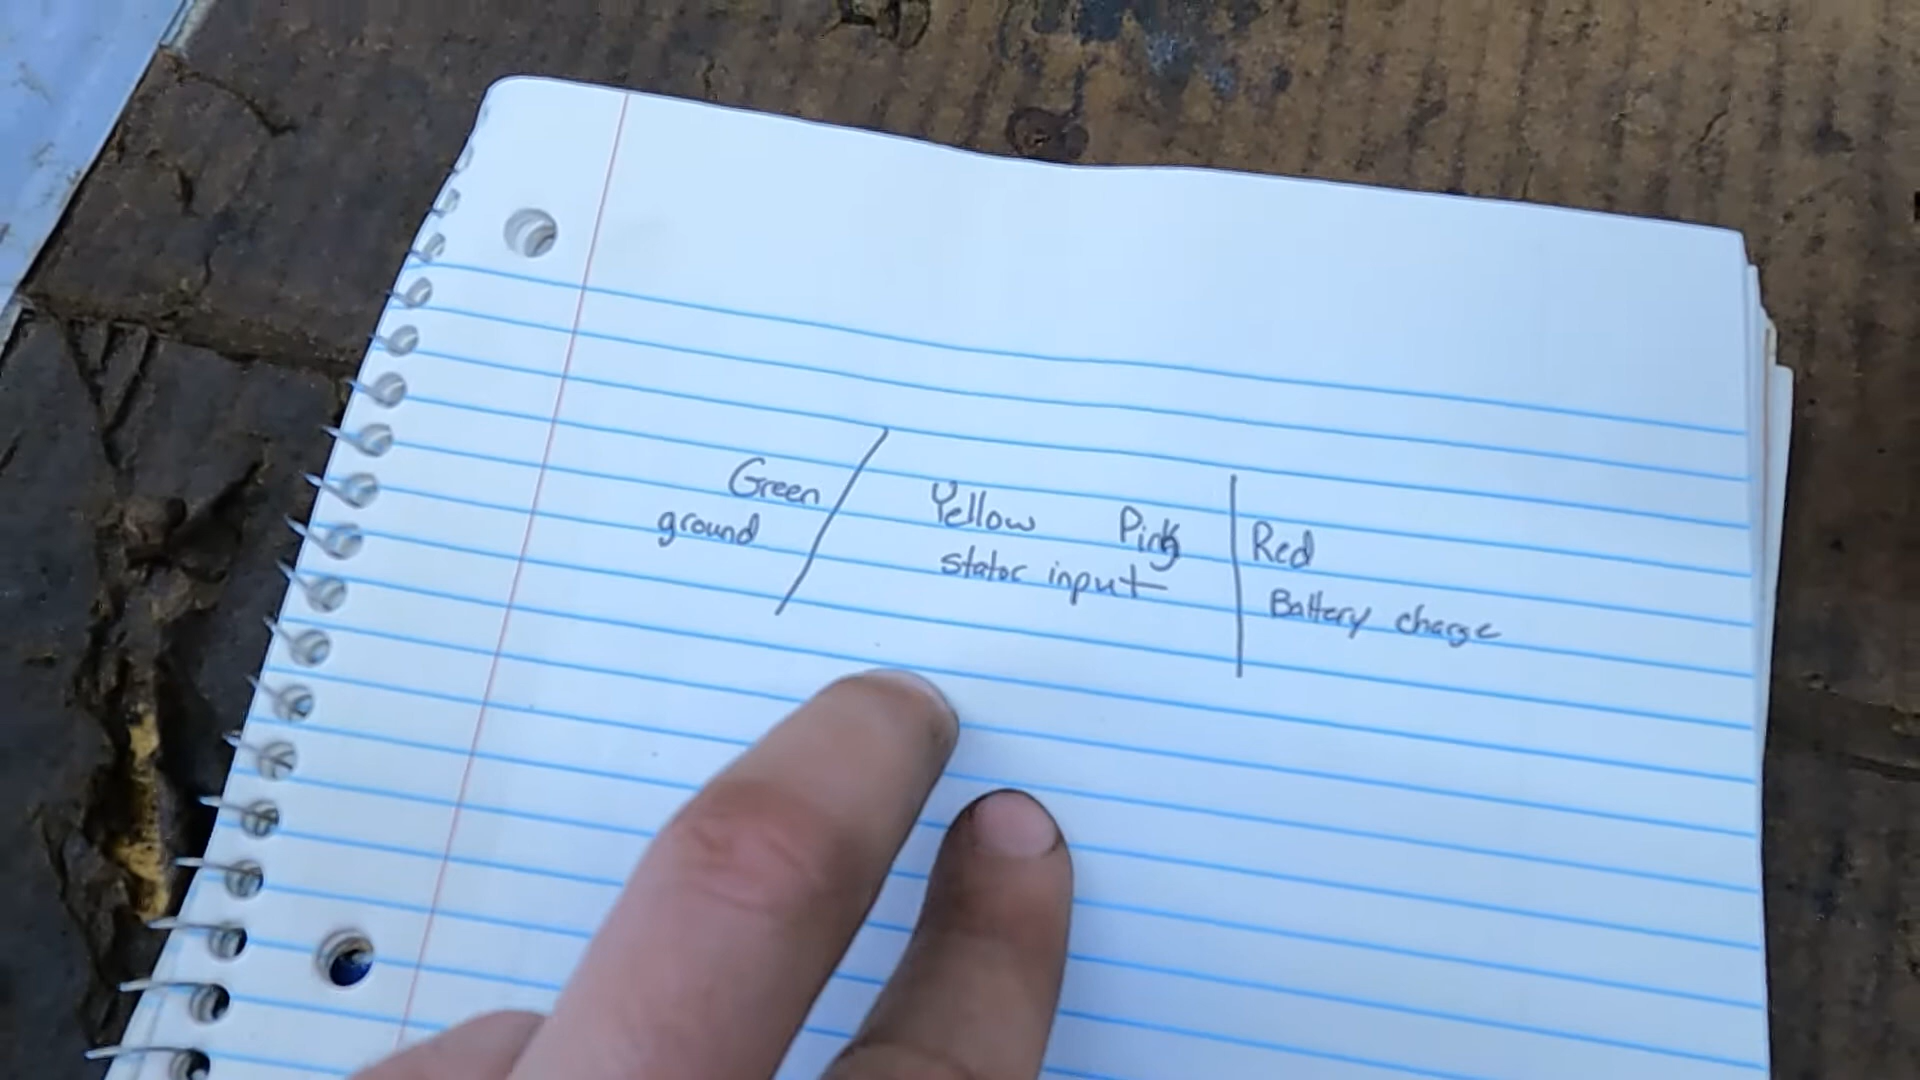 Green
ground
Yellow Pink
stator input
Red
Battery charge